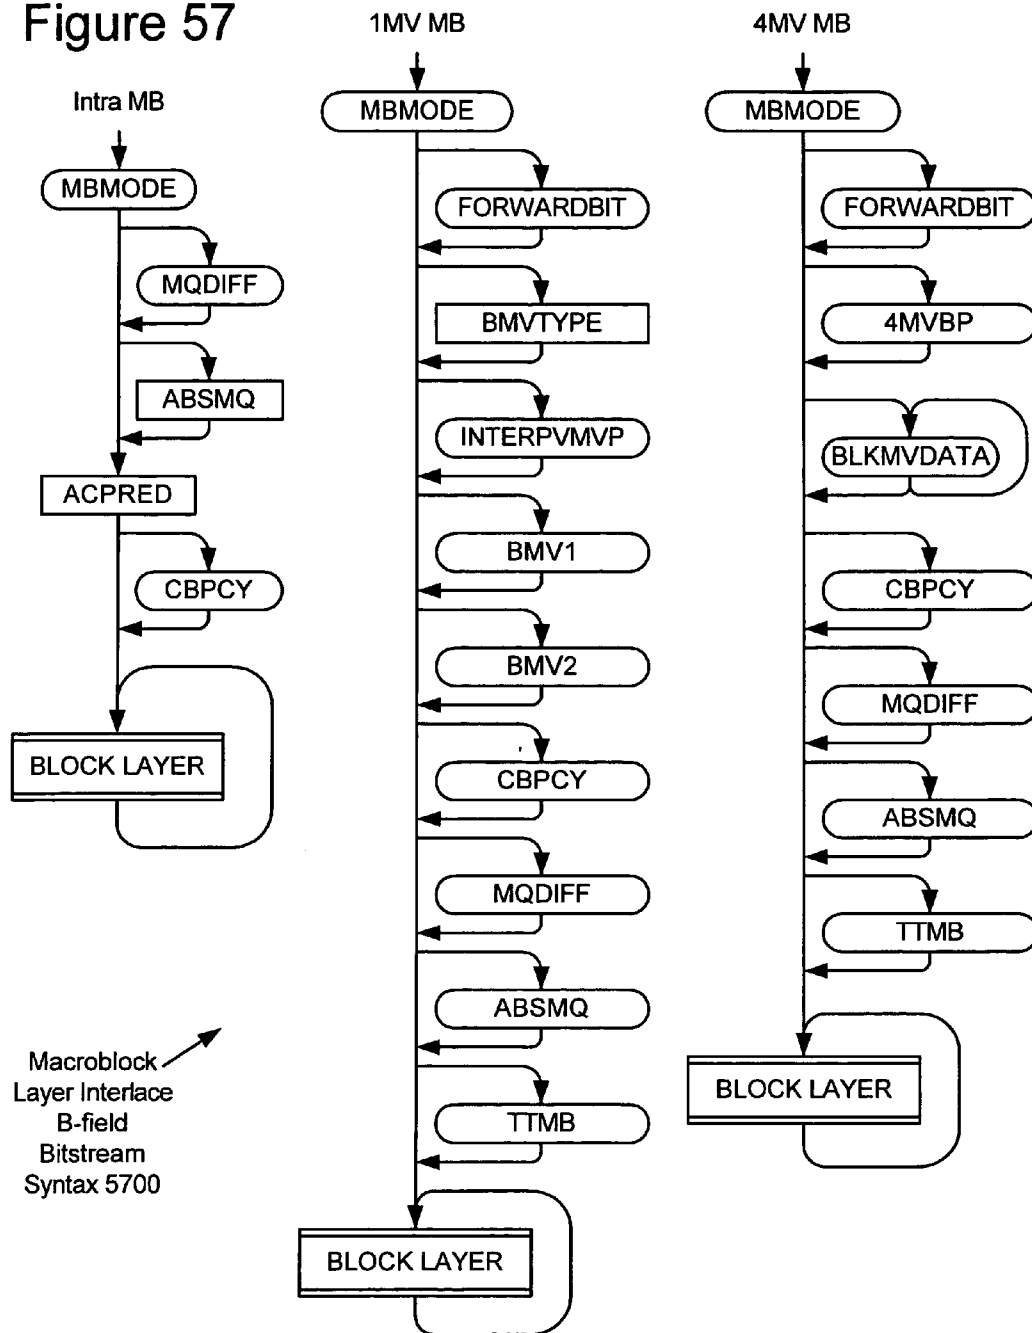 Figure 57
Intra MB
MBMODE
MQDIFF
ABSMQ
ACPRED
CBPCY
BLOCK LAYER
1MV MB
MBMODE
FORWARDBIT
BMVTYPE
INTERPVMVP
BMV1
BMV2
CBPCY
MQDIFF
ABSMQ
TTMB
BLOCK LAYER
4MV MB
MBMODE
FORWARDBIT
4MVBP
BLKMVDATA
CBPCY
MQDIFF
ABSMQ
TTMB
BLOCK LAYER
Macroblock
Layer Interlace
B-field
Bitstream
Syntax 5700